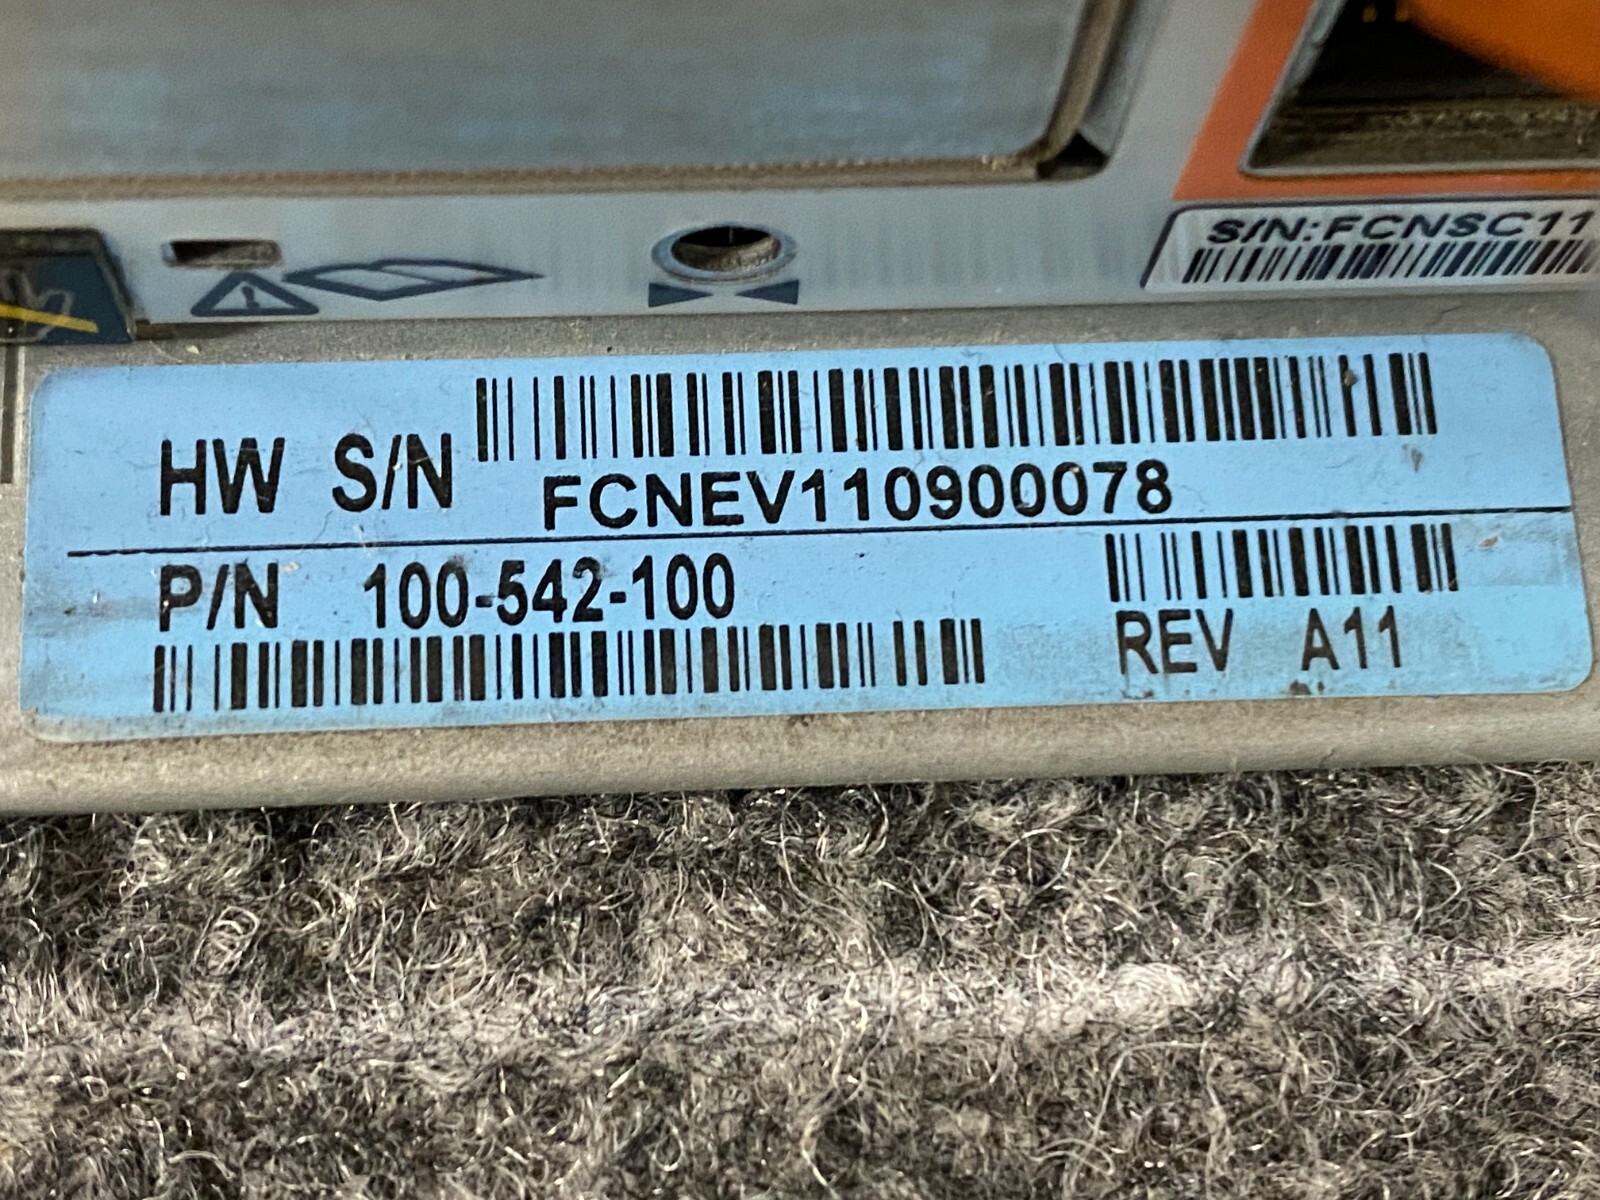 S/N:FCNSC11
HW S/N
FCNEV110900078
P/N 100-542-100
REV A11